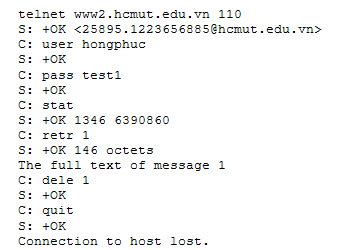 telnet www2.hcmut.edu.vn 110
S: +OK <25895.1223656885@hcmut.edu.vn>
C: user hongphuc
S: +OK
C: pass test1
S: +OK
C: stat
S: +OK 1346 6390860
C: retr 1
S: +OK 146 octets
The full text of message 1
C: dele 1
S: +OK
C: quit
S: +OK
Connection to host lost.